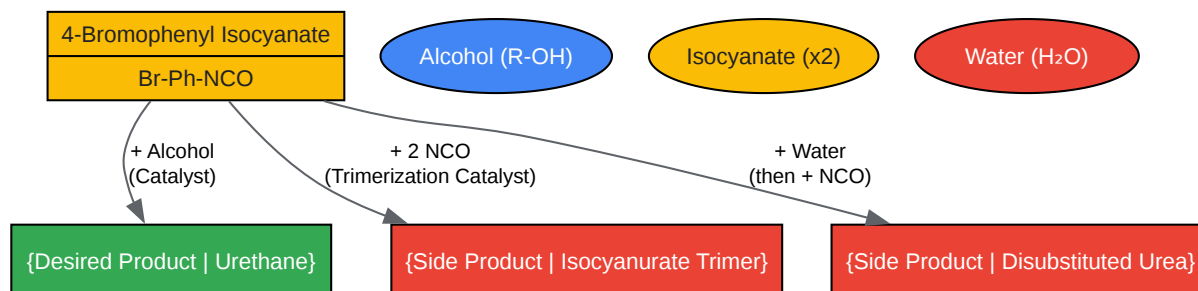 4-Bromophenyl Isocyanate
Br-Ph-NCO
Alcohol (R-OH)
Isocyanate (x2)
Water (H₂O)
+ Alcohol
(Catalyst)
+ 2 NCO
(Trimerization Catalyst)
+ Water
(then + NCO)
{Desired Product | Urethane}
{Side Product | Isocyanurate Trimer}
{Side Product | Disubstituted Urea}